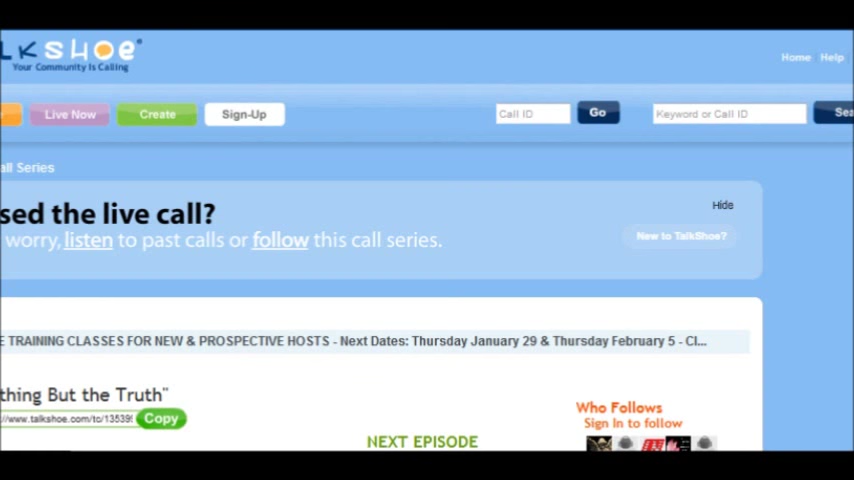 LK SHOE
Your Community Is Calling
Home Help
Live Now Create Sign-Up Call ID Go Keyword or Call ID Sea
all Series
sed the live call?
Hide
worry, listen to past calls or follow this call series.
New to TalkShoe?
E TRAINING CLASSES FOR NEW & PROSPECTIVE HOSTS - Next Dates: Thursday January 29 & Thursday February 5 - Cl...
thing But the Truth"
Who Follows
://www.talkshoe.com/tc/135399 Copy
Sign In to follow
NEXT EPISODE